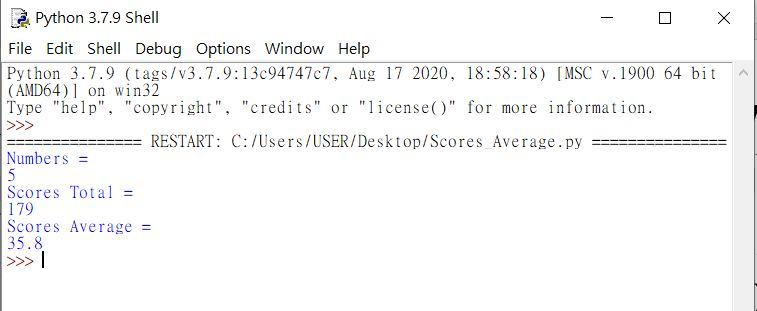 Python 3.7.9 Shell
File Edit Shell Debug Options Window Help
Python 3.7.9 (tags/v3.7.9:13c94747c7, Aug 17 2020, 18:58:18) [MSC v.1900 64 bit
(AMD64)] on win32
Type "help", "copyright", "credits" or "license()" for more information.
>>>
=============== RESTART: C:/Users/USER/Desktop/Scores_Average.py ===============
Numbers =
5
Scores Total =
179
Scores Average =
35.8
>>>